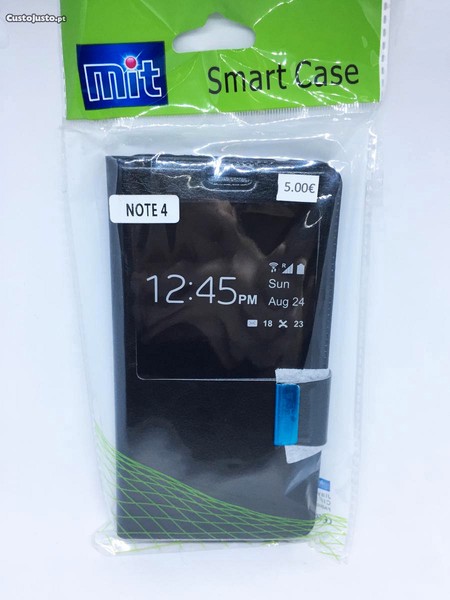 CustoJusto.pt
mit
Smart Case
5.00€
NOTE 4
12:45PM
R
Sun
Aug 24
18 23